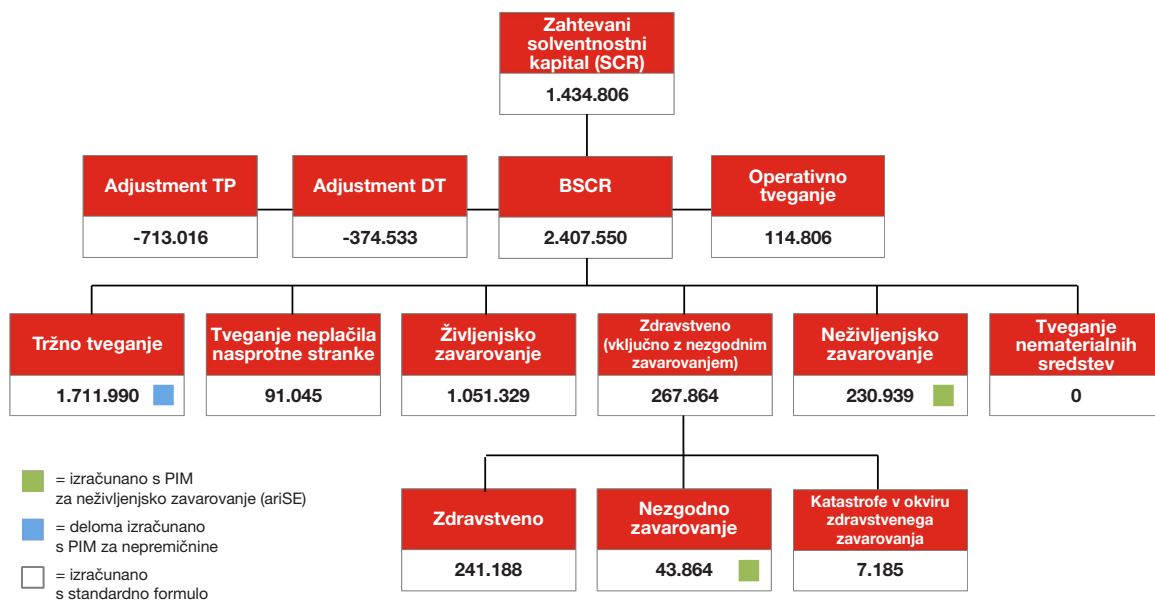 Zahtevani
solventnostni
kapital (SCR)
1.434.806
Adjustment TP
-713.016
Adjustment DT
-374.533
BSCR
2.407.550
Operativno
tveganje
114.806
Tržno tveganje
1.711.990
Tveganje neplačila
nasprotne stranke
91.045
Življenjsko
zavarovanje
1.051.329
Zdravstveno
(vključno z nezgodnim
zavarovanjem)
267.864
Neživljenjsko
zavarovanje
230.939
Tveganje
nematerialnih
sredstev
0
= izračunano s PIM
za neživljenjsko zavarovanje (ariSE)
= deloma izračunano
s PIM za nepremičnine
= izračunano
s standardno formulo
Zdravstveno
241.188
Nezgodno
zavarovanje
43.864
Katastrofe v okviru
zdravstvenega
zavarovanja
7.185